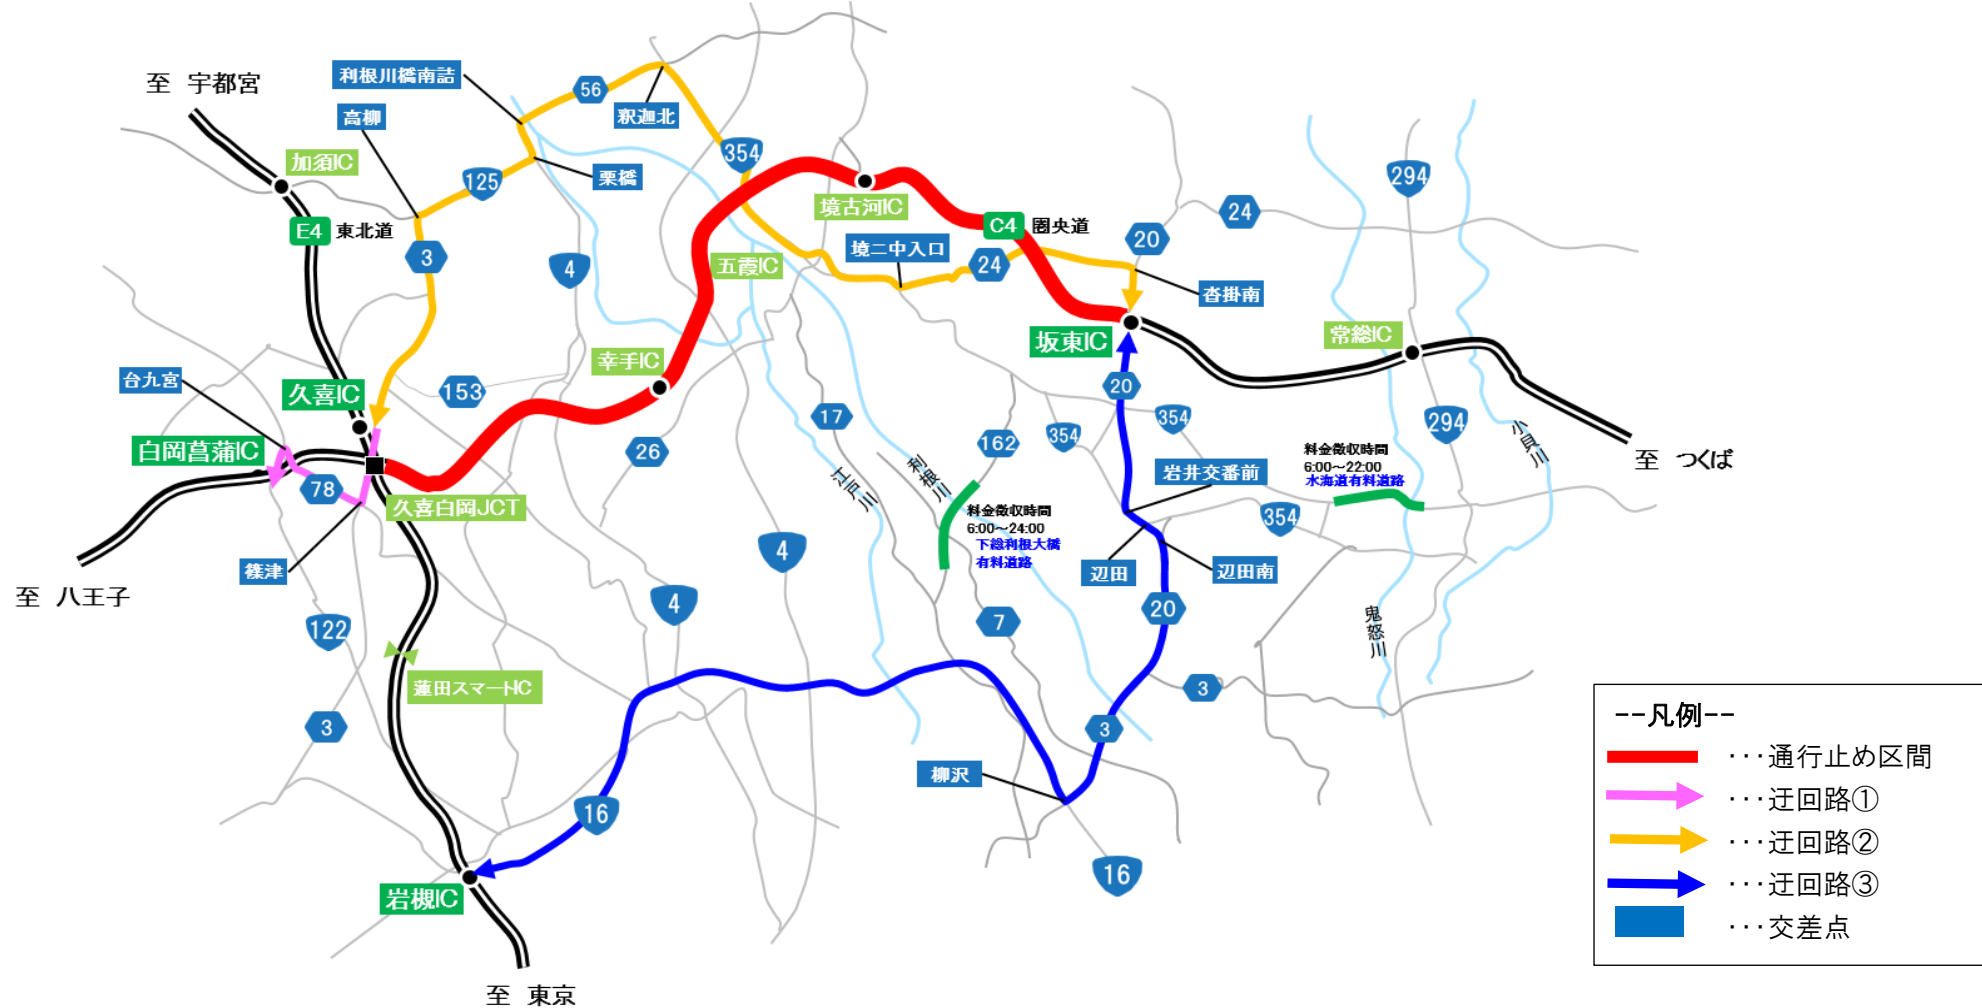 至 宇都宮
利根川橋南詰
高柳
56
釈迦北
加須IC
125
栗橋
354
E4 東北道
3
4
境古河IC
五霞IC
境二中入口
24
C4 圏央道
20
24
294
沓掛南
坂東IC
常総IC
台九宮
久喜IC
153
幸手IC
白岡菖蒲IC
78
久喜白岡JCT
26
17
162
354
20
354
294
小貝川
至 つくば
江戸川
利根川
料金徴収時間
6:00～24:00
下総利根大橋
有料道路
岩井交番前
料金徴収時間
6:00～22:00
水海道有料道路
354
篠津
至 八王子
4
4
辺田
辺田南
122
7
20
鬼怒川
蓮田スマートIC
3
3
3
柳沢
16
16
岩槻IC
至 東京
--凡例--
･･･通行止め区間
･･･迂回路①
･･･迂回路②
･･･迂回路③
･･･交差点